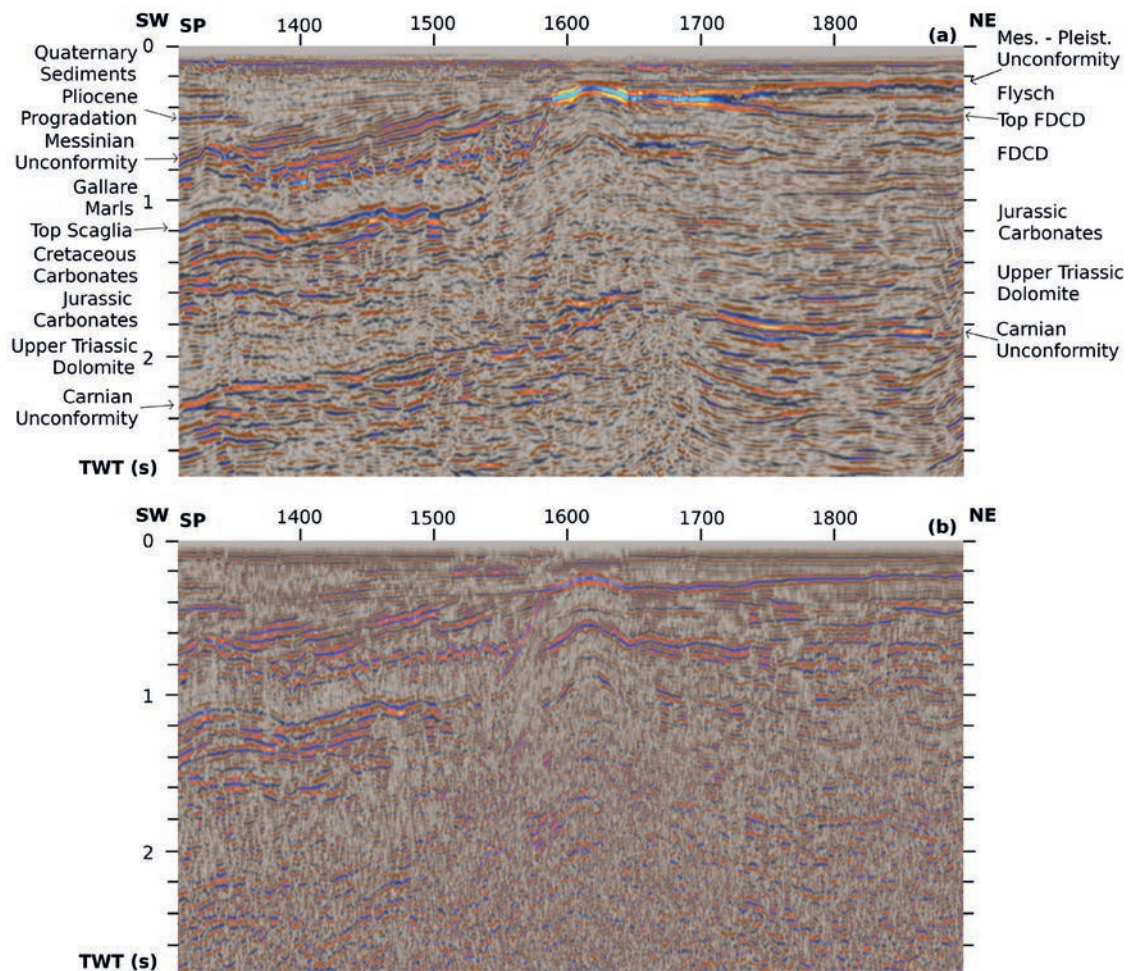 SW SP 1400 1500 1600 1700 1800 NE
(a)
0
1
2
TWT (s)
Quaternary
Sediments
Pliocene
Progradation
Messinian
Unconformity
Gallare
Marls
Top Scaglia
Cretaceous
Carbonates
Jurassic
Carbonates
Upper Triassic
Dolomite
Carnian
Unconformity
Mes. - Pleist.
Unconformity
Flysch
Top FDCD
FDCD
Jurassic
Carbonates
Upper Triassic
Dolomite
Carnian
Unconformity
SW SP 1400 1500 1600 1700 1800 NE
(b)
0
1
2
TWT (s)